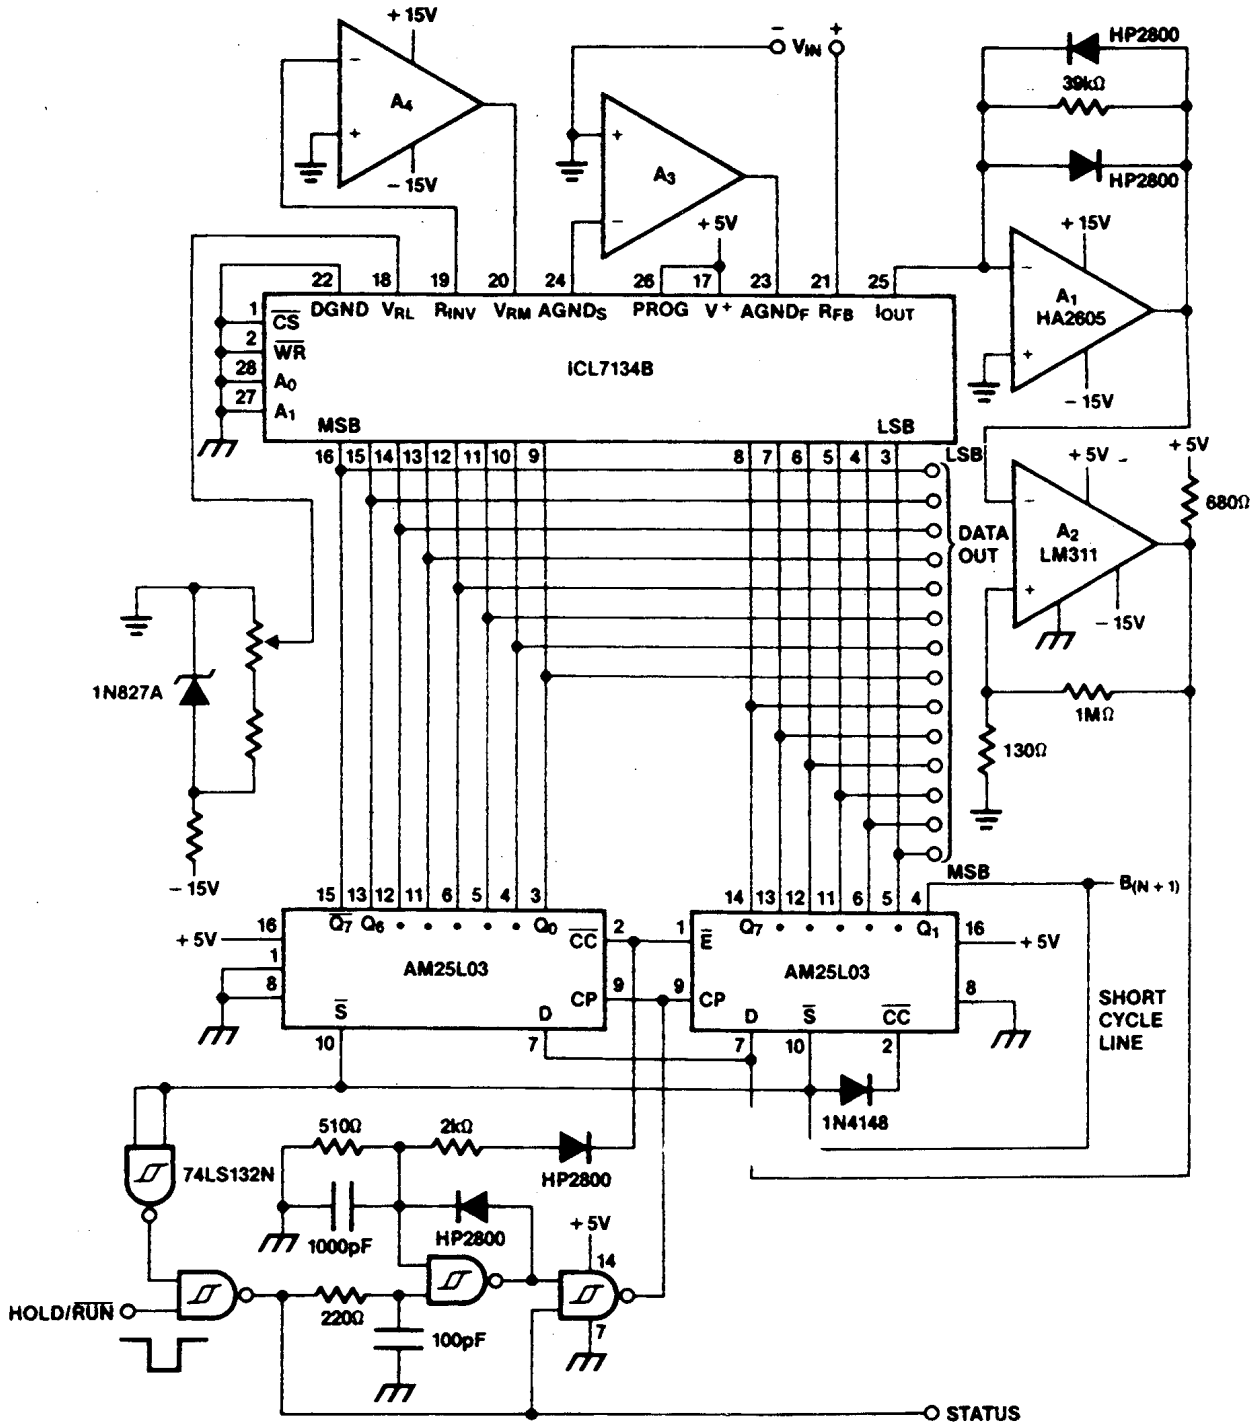 +15V
− VIN +
HP2800
39kΩ
HP2800
A4
−
+
−15V
A3
+
−
+5V
+15V
A1
HA2605
−
+
−15V
22 18 19 20 24 26 17 23 21 25
DGND VRL RINV VRM AGNDS PROG V+ AGNDF RFB IOUT
1 CS
2 WR
28 A0
27 A1
ICL7134B
MSB LSB
16 15 14 13 12 11 10 9 8 7 6 5 4 3
LSB
DATA OUT
MSB
+5V
+5V
680Ω
A2
LM311
−
+
−15V
1MΩ
130Ω
1N827A
−15V
15 13 12 11 6 5 4 3
14 13 12 11 6 5 4
B(N + 1)
Q7 Q6 Q0
Q7 Q1
+5V 16
1
8
AM25L03
CC 2
CP 9
S
D
10
7
1 E
9 CP
AM25L03
16 +5V
8
D S CC
7 10 2
SHORT
CYCLE
LINE
1N4148
510Ω
2kΩ
HP2800
74LS132N
1000pF
HP2800
+5V
14
HOLD/RUN
220Ω
100pF
7
STATUS